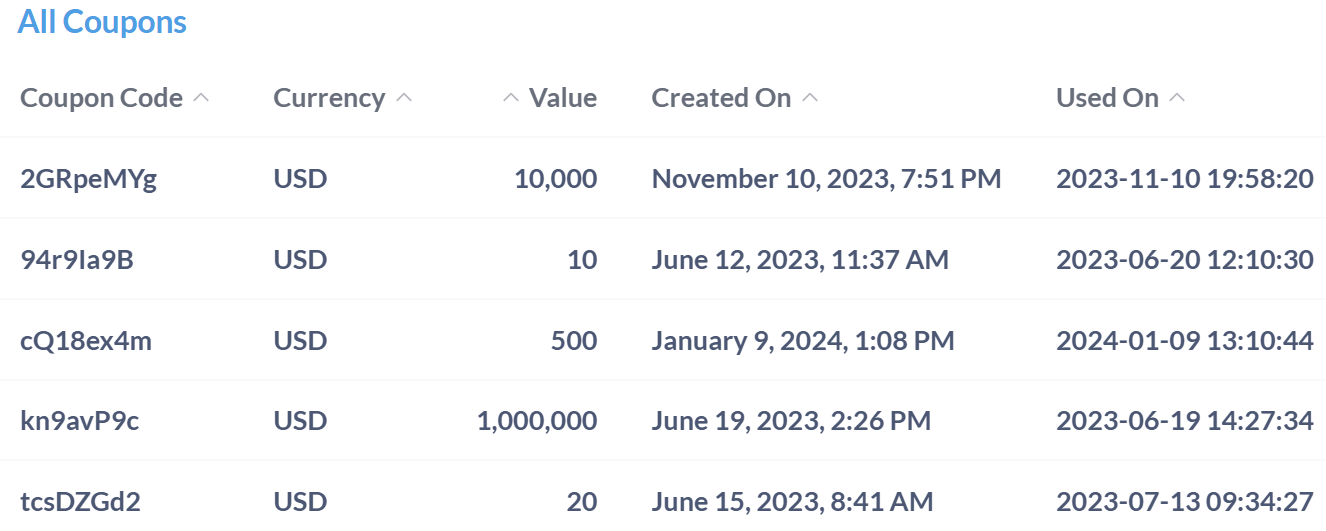 All Coupons
Coupon Code Currency Value Created On Used On
2GRpeMYg USD 10,000 November 10, 2023, 7:51 PM 2023-11-10 19:58:20
94r9Ia9B USD 10 June 12, 2023, 11:37 AM 2023-06-20 12:10:30
cQ18ex4m USD 500 January 9, 2024, 1:08 PM 2024-01-09 13:10:44
kn9avP9c USD 1,000,000 June 19, 2023, 2:26 PM 2023-06-19 14:27:34
tcsDZGd2 USD 20 June 15, 2023, 8:41 AM 2023-07-13 09:34:27